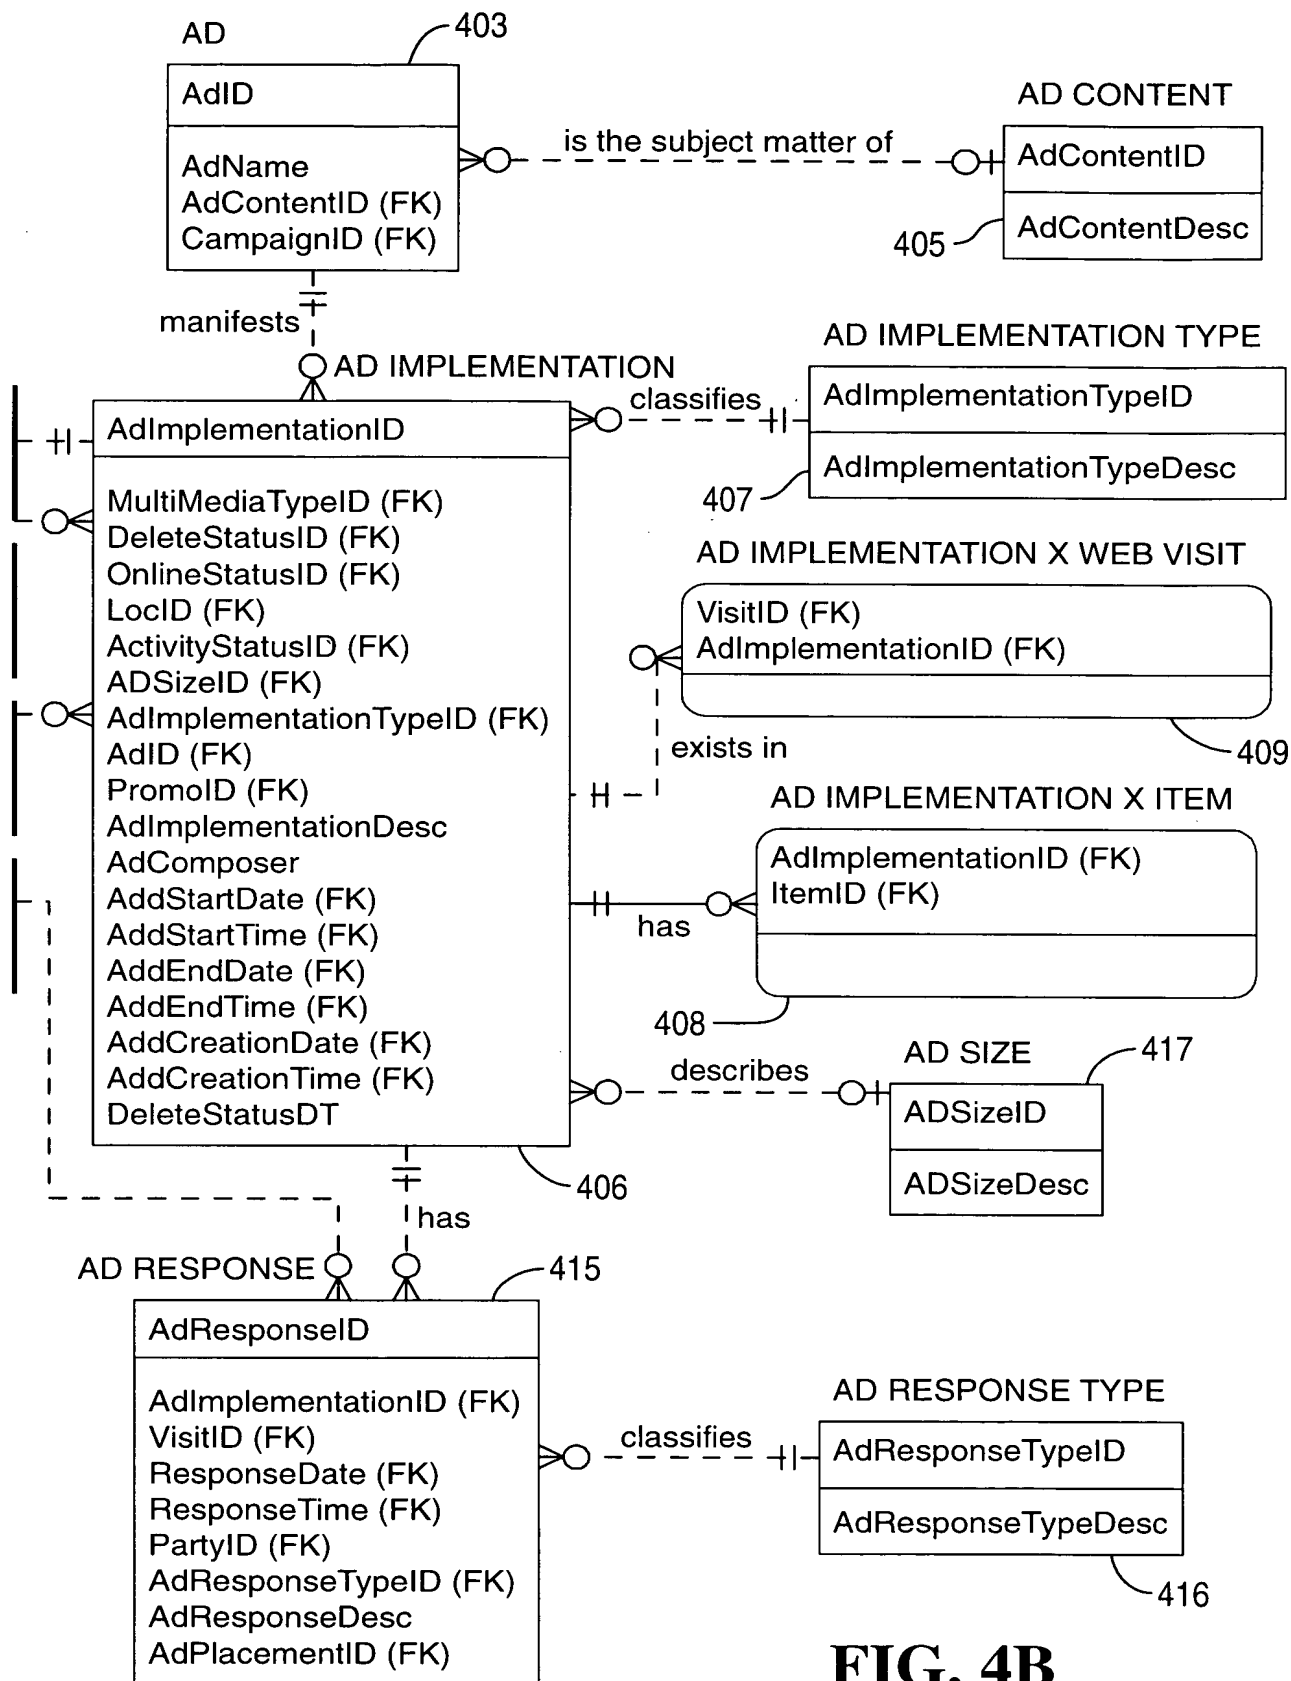 AD
403
AdID
AdName
AdContentID (FK)
CampaignID (FK)
is the subject matter of
AD CONTENT
AdContentID
AdContentDesc
405
manifests
AD IMPLEMENTATION
AdImplementationID
MultiMediaTypeID (FK)
DeleteStatusID (FK)
OnlineStatusID (FK)
LocID (FK)
ActivityStatusID (FK)
ADSizeID (FK)
AdImplementationTypeID (FK)
AdID (FK)
PromoID (FK)
AdImplementationDesc
AdComposer
AddStartDate (FK)
AddStartTime (FK)
AddEndDate (FK)
AddEndTime (FK)
AddCreationDate (FK)
AddCreationTime (FK)
DeleteStatusDT
406
classifies
AD IMPLEMENTATION TYPE
AdImplementationTypeID
AdImplementationTypeDesc
407
AD IMPLEMENTATION X WEB VISIT
VisitID (FK)
AdImplementationID (FK)
409
exists in
AD IMPLEMENTATION X ITEM
AdImplementationID (FK)
ItemID (FK)
408
has
describes
AD SIZE
417
ADSizeID
ADSizeDesc
has
AD RESPONSE
415
AdResponseID
AdImplementationID (FK)
VisitID (FK)
ResponseDate (FK)
ResponseTime (FK)
PartyID (FK)
AdResponseTypeID (FK)
AdResponseDesc
AdPlacementID (FK)
classifies
AD RESPONSE TYPE
AdResponseTypeID
AdResponseTypeDesc
416
FIG. 4B